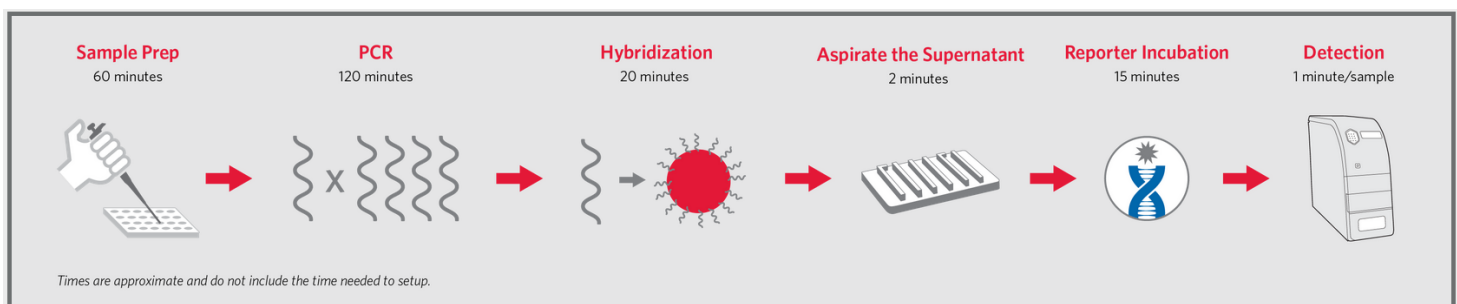 Sample Prep
60 minutes
PCR
120 minutes
Hybridization
20 minutes
Aspirate the Supernatant
2 minutes
Reporter Incubation
15 minutes
Detection
1 minute/sample
X
Times are approximate and do not include the time needed to setup.